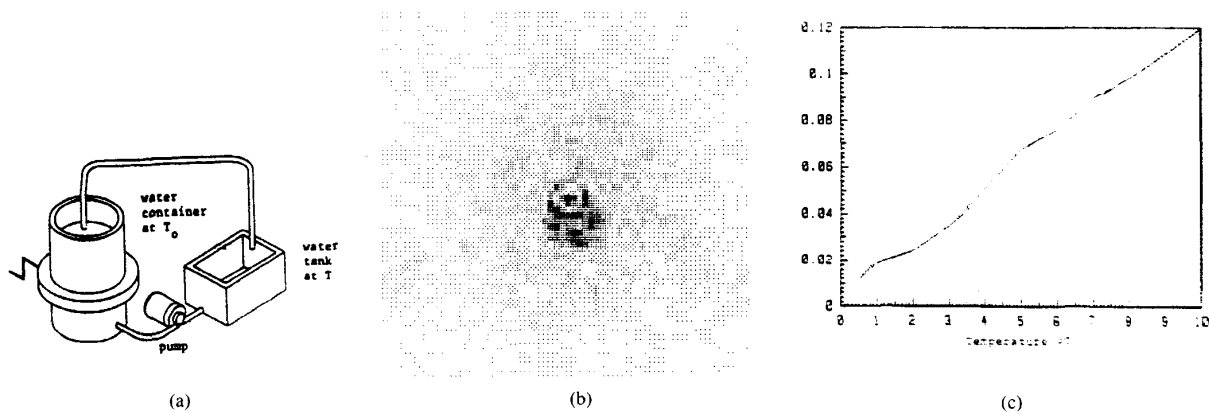 water
container
at T₀
water
tank
at T
pump
(a)
(b)
0.12
0.1
0.08
0.06
0.04
0.02
0
0 1 2 3 4 5 6 7 8 9 10
Temperature
(c)